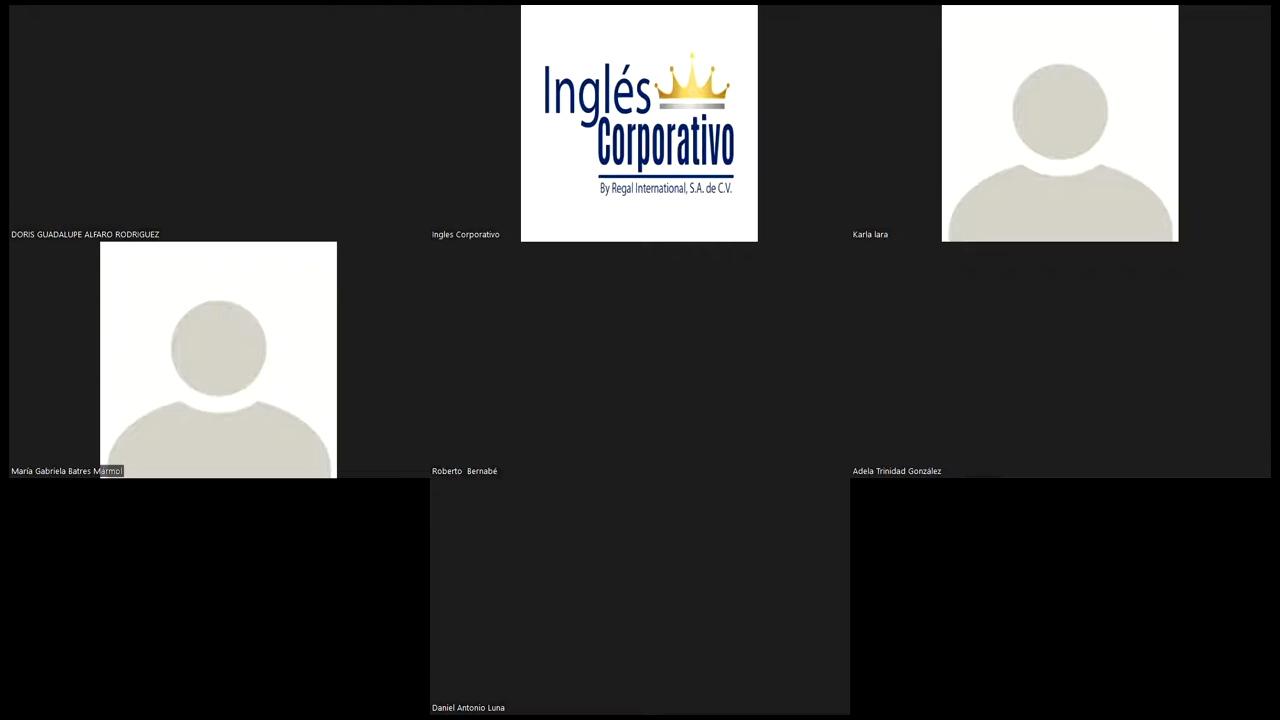 Inglés
Corporativo
By Regal International, S.A. de C.V.
DORIS GUADALUPE ALFARO RODRIGUEZ
Ingles Corporativo
Karla lara
María Gabriela Batres Mármol
Roberto Bernabé
Adela Trinidad González
Daniel Antonio Luna